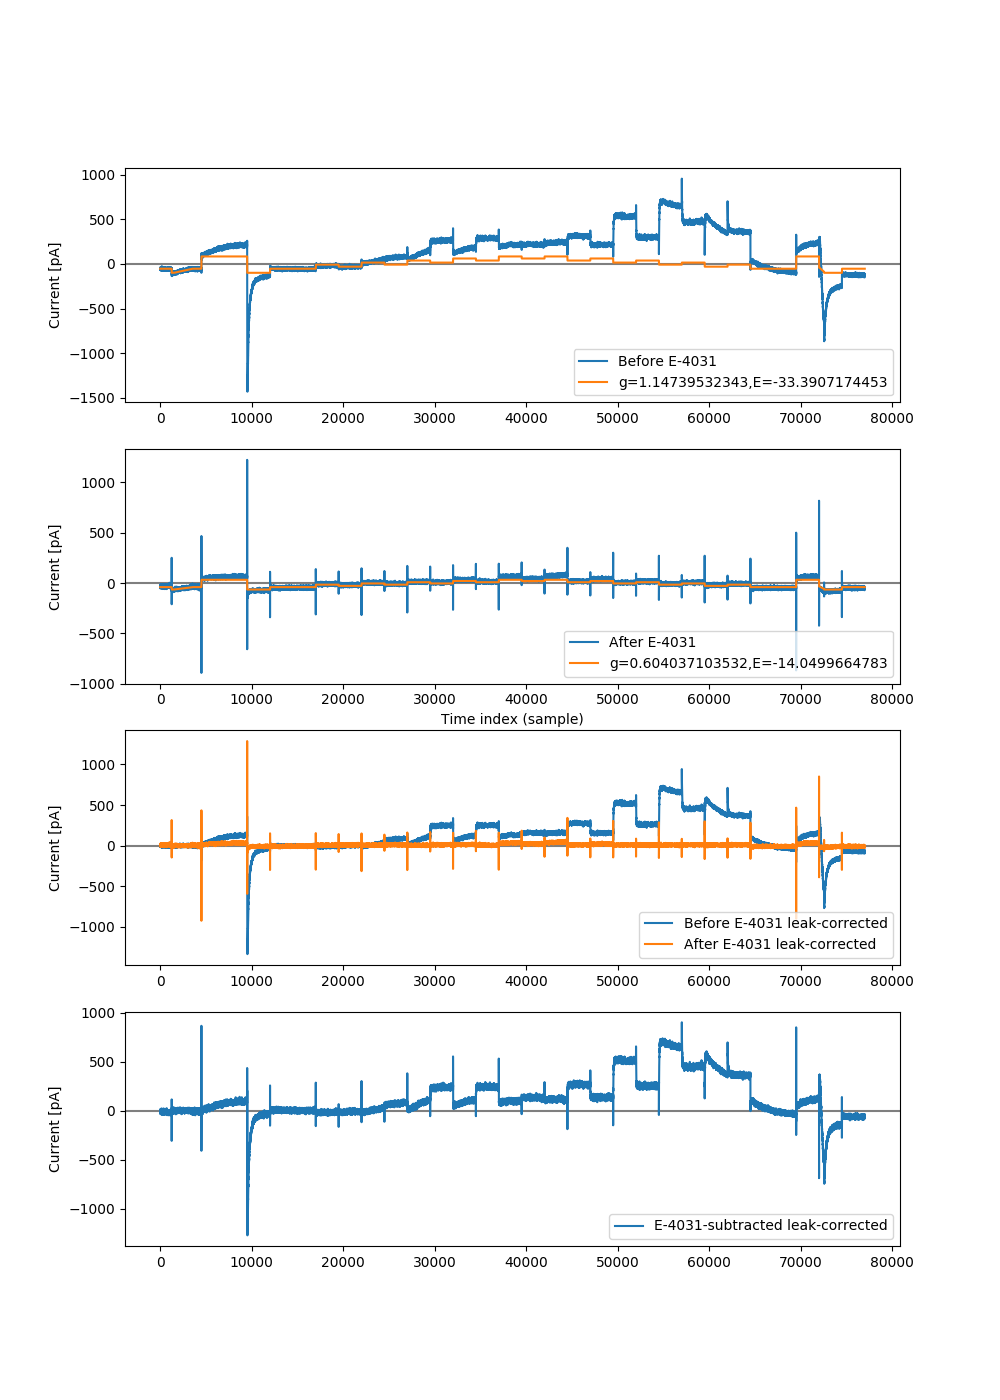 1000
500
0
−500
−1000
−1500
Current [pA]
Before E-4031
g=1.14739532343,E=-33.3907174453
0 10000 20000 30000 40000 50000 60000 70000 80000
1000
500
0
−500
−1000
Current [pA]
After E-4031
g=0.604037103532,E=-14.0499664783
0 10000 20000 30000 40000 50000 60000 70000 80000
Time index (sample)
1000
500
0
−500
−1000
Current [pA]
Before E-4031 leak-corrected
After E-4031 leak-corrected
0 10000 20000 30000 40000 50000 60000 70000 80000
1000
500
0
−500
−1000
Current [pA]
E-4031-subtracted leak-corrected
0 10000 20000 30000 40000 50000 60000 70000 80000